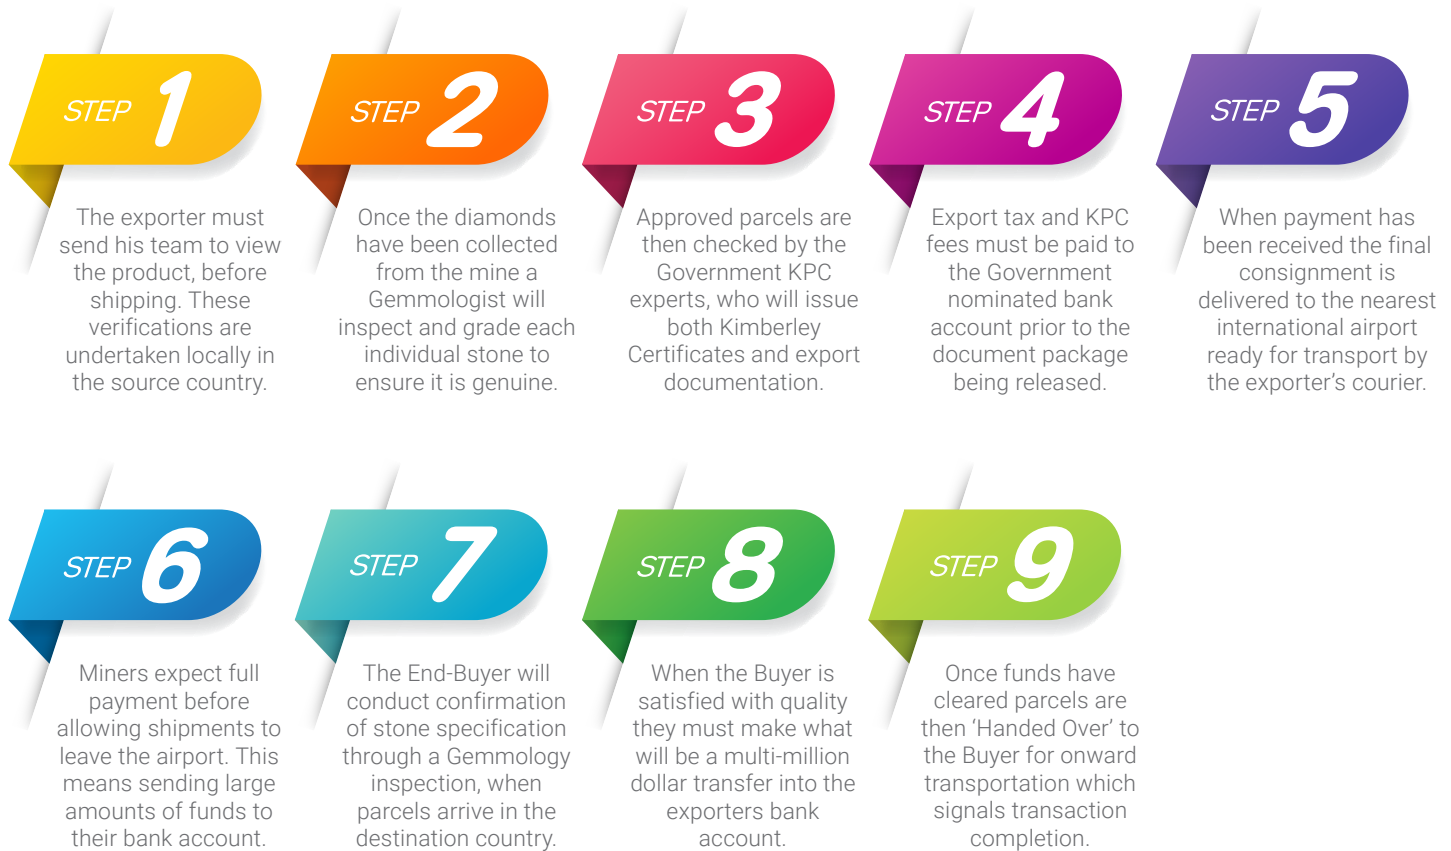 STEP 1
The exporter must
send his team to view
the product, before
shipping. These
verifications are
undertaken locally in
the source country.
STEP 2
Once the diamonds
have been collected
from the mine a
Gemmologist will
inspect and grade each
individual stone to
ensure it is genuine.
STEP 3
Approved parcels are
then checked by the
Government KPC
experts, who will issue
both Kimberley
Certificates and export
documentation.
STEP 4
Export tax and KPC
fees must be paid to
the Government
nominated bank
account prior to the
document package
being released.
STEP 5
When payment has
been received the final
consignment is
delivered to the nearest
international airport
ready for transport by
the exporter’s courier.
STEP 6
Miners expect full
payment before
allowing shipments to
leave the airport. This
means sending large
amounts of funds to
their bank account.
STEP 7
The End-Buyer will
conduct confirmation
of stone specification
through a Gemmology
inspection, when
parcels arrive in the
destination country.
STEP 8
When the Buyer is
satisfied with quality
they must make what
will be a multi-million
dollar transfer into the
exporters bank
account.
STEP 9
Once funds have
cleared parcels are
then ‘Handed Over’ to
the Buyer for onward
transportation which
signals transaction
completion.